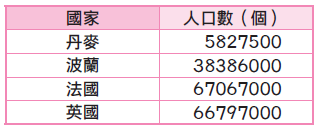 國家 人口數（個）
丹麥 5827500
波蘭 38386000
法國 67067000
英國 66797000